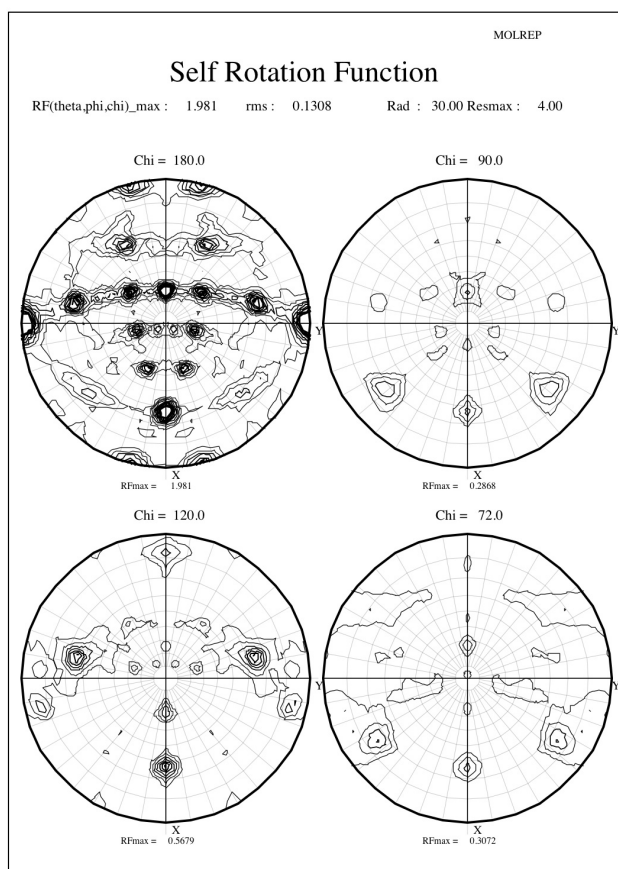 MOLREP
Self Rotation Function
RF(theta,phi,chi)_max : 1.981 rms : 0.1308 Rad : 30.00 Resmax : 4.00
Chi = 180.0 Chi = 90.0
Y Y
X X
RFmax = 1.981 RFmax = 0.2868
Chi = 120.0 Chi = 72.0
Y Y
X X
RFmax = 0.5679 RFmax = 0.3072